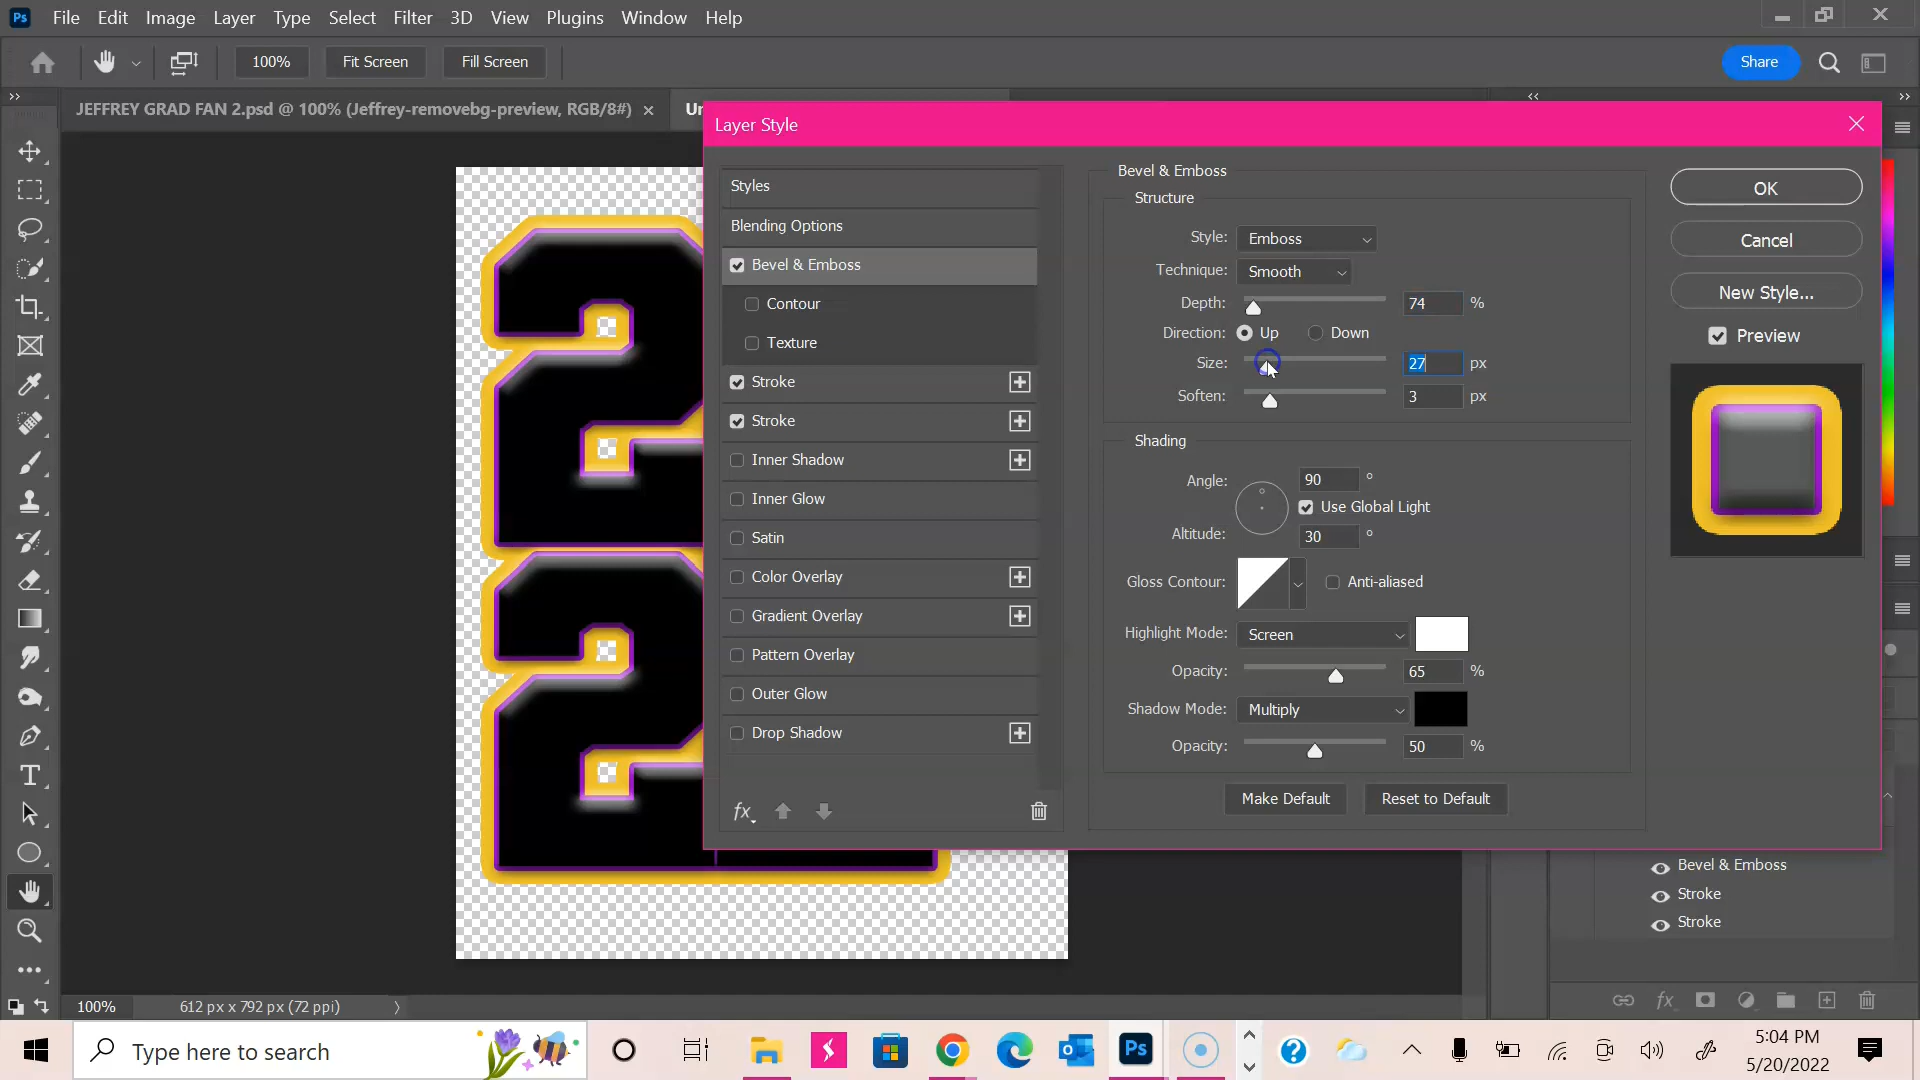 Ps File Edit Image Layer Type Select Filter 3D View Plugins Window Help
100% Fit Screen Fill Screen Share
JEFFREY GRAD FAN 2.psd @ 100% (Jeffrey-removebg-preview, RGB/8#) × Un
Layer Style
Styles
Blending Options
Bevel & Emboss
Contour
Texture
Stroke
Stroke
Inner Shadow
Inner Glow
Satin
Color Overlay
Gradient Overlay
Pattern Overlay
Outer Glow
Drop Shadow
fx
Bevel & Emboss
Structure
Style: Emboss
Technique: Smooth
Depth: 74 %
Direction: Up Down
Size: 27 px
Soften: 3 px
Shading
Angle: 90 °
Use Global Light
Altitude: 30 °
Gloss Contour: Anti-aliased
Highlight Mode: Screen
Opacity: 65 %
Shadow Mode: Multiply
Opacity: 50 %
Make Default Reset to Default
OK
Cancel
New Style...
Preview
2
2
Bevel & Emboss
Stroke
Stroke
fx
100% 612 px x 792 px (72 ppi)
Type here to search
Ps
5:04 PM
5/20/2022